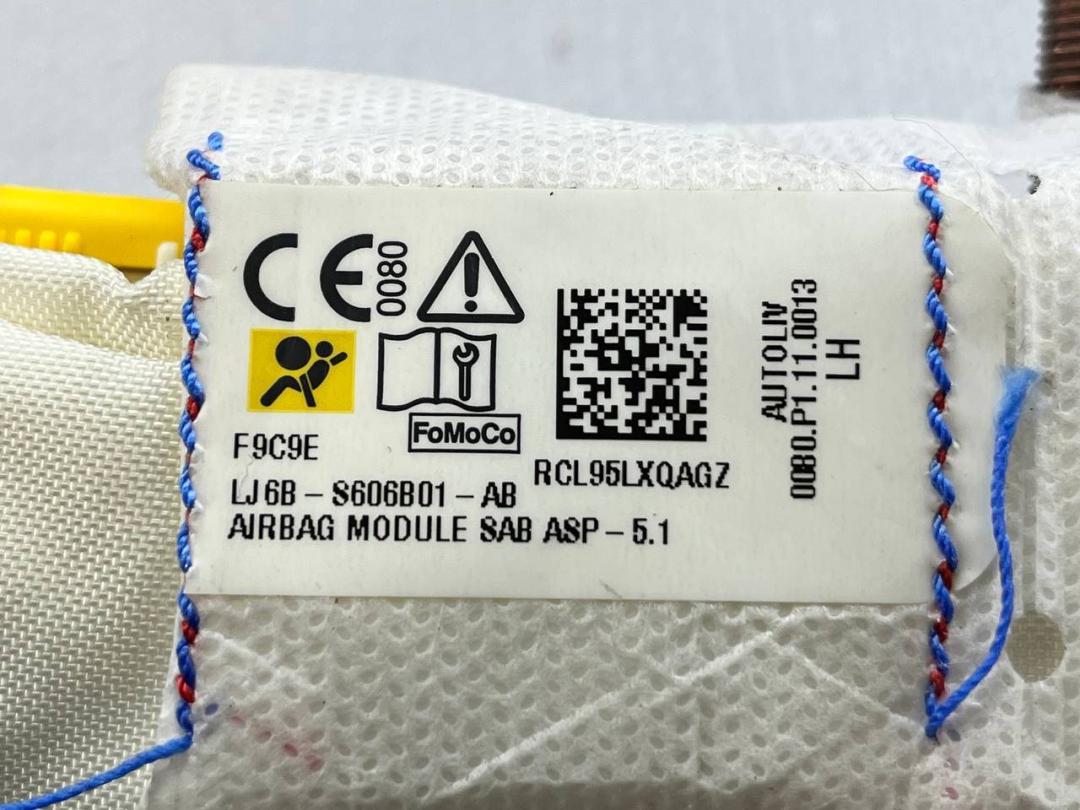 CE 0080
FoMoCo
F9C9E
RCL95LXQAGZ
LJ6B - S606B01 - AB
AIRBAG MODULE SAB ASP - 5.1
AUTOLIV
0080.P1.11.0013
LH